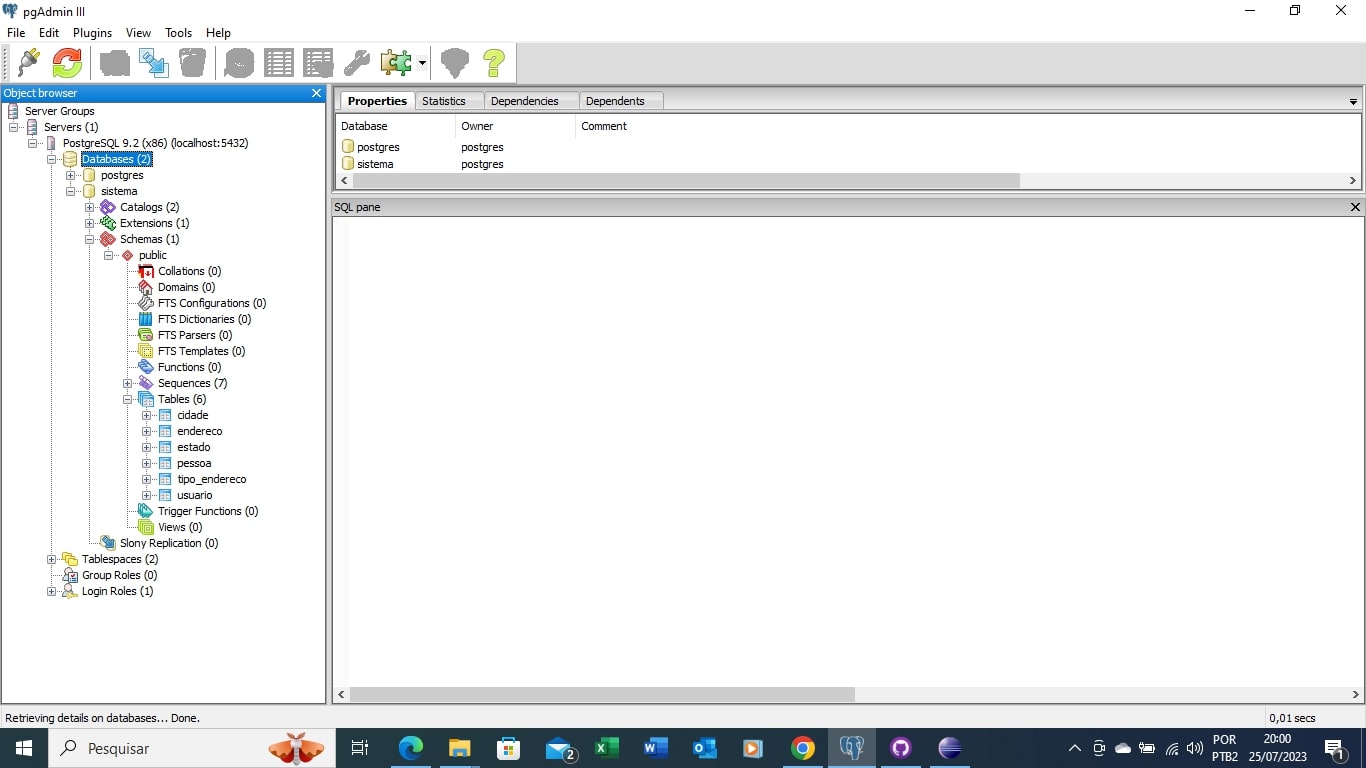 pgAdmin III
File Edit Plugins View Tools Help
Object browser
Server Groups
Servers (1)
PostgreSQL 9.2 (x86) (localhost:5432)
Databases (2)
postgres
sistema
Catalogs (2)
Extensions (1)
Schemas (1)
public
Collations (0)
Domains (0)
FTS Configurations (0)
FTS Dictionaries (0)
FTS Parsers (0)
FTS Templates (0)
Functions (0)
Sequences (7)
Tables (6)
cidade
endereco
estado
pessoa
tipo_endereco
usuario
Trigger Functions (0)
Views (0)
Slony Replication (0)
Tablespaces (2)
Group Roles (0)
Login Roles (1)
Properties Statistics Dependencies Dependents
Database Owner Comment
postgres postgres
sistema postgres
SQL pane
Retrieving details on databases... Done.
0,01 secs
Pesquisar
2
POR
PTB2
20:00
25/07/2023
1